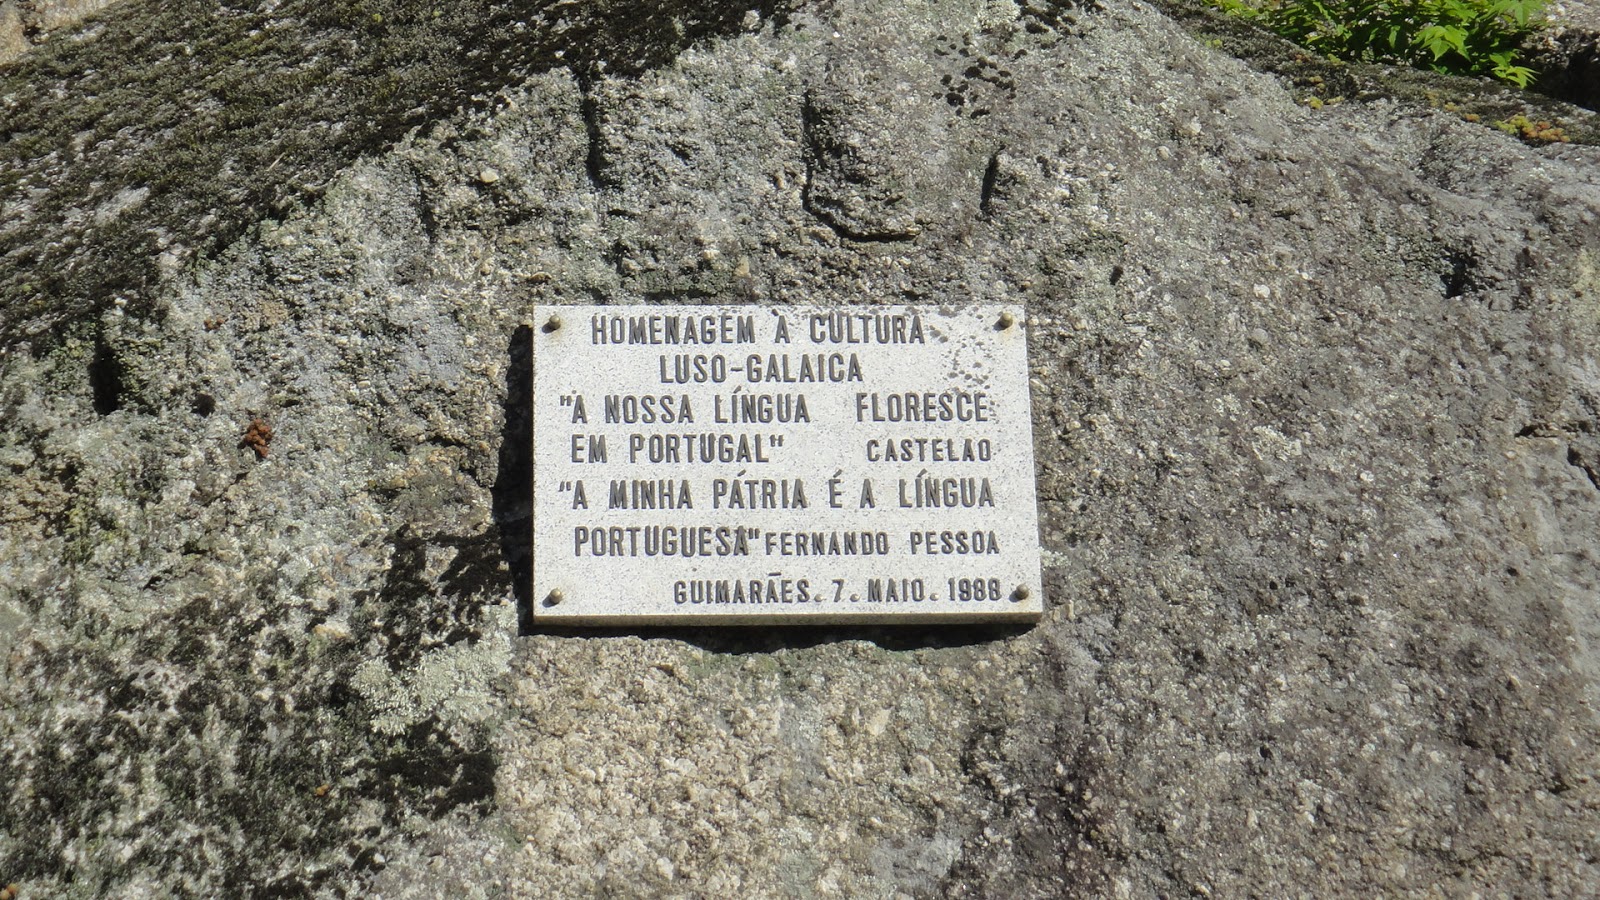 HOMENAGEM À CULTURA
LUSO-GALAICA
"A NOSSA LÍNGUA FLORESCE
EM PORTUGAL" CASTELAO
"A MINHA PÁTRIA É A LÍNGUA
PORTUGUESA" FERNANDO PESSOA
GUIMARÃES. 7. MAIO. 1988